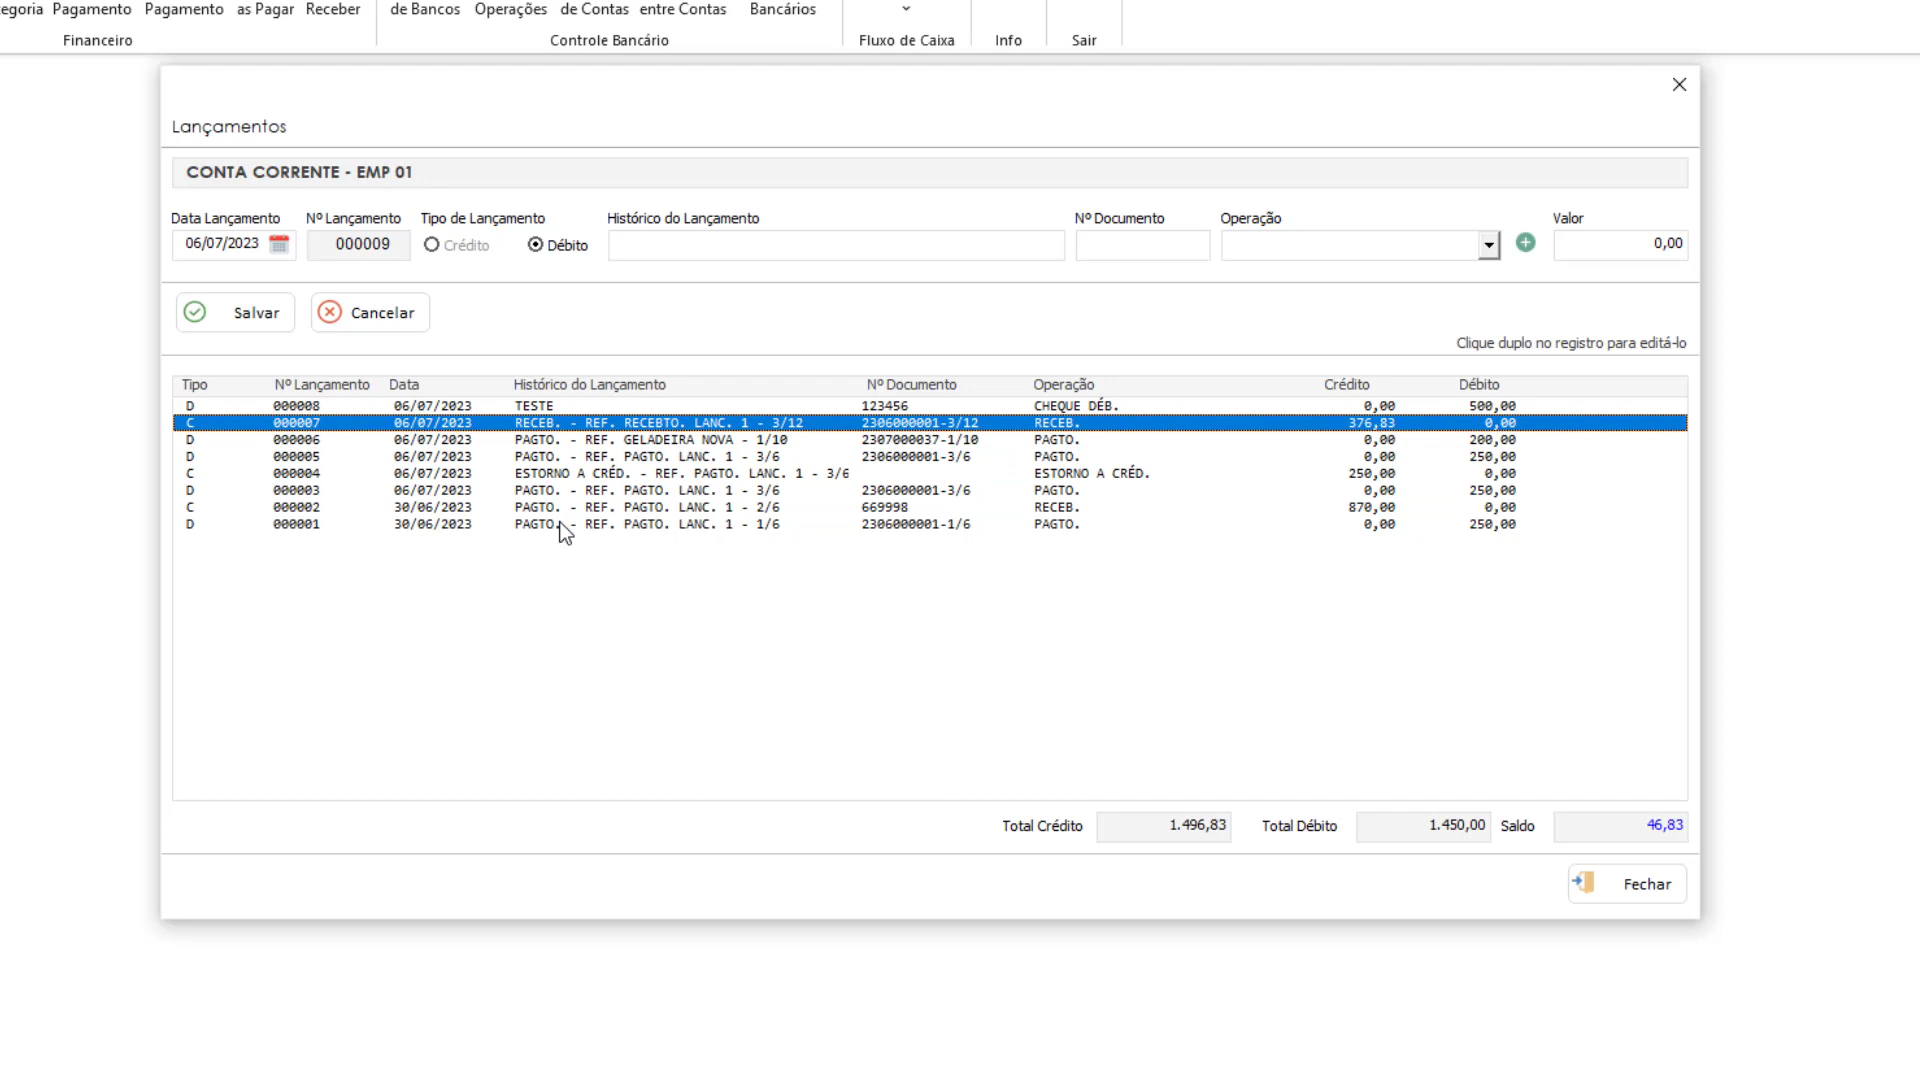 egoria Pagamento Pagamento as Pagar Receber de Bancos Operações de Contas entre Contas Bancários
Financeiro Controle Bancário Fluxo de Caixa Info Sair
Lançamentos
CONTA CORRENTE - EMP 01
Data Lançamento Nº Lançamento Tipo de Lançamento Histórico do Lançamento Nº Documento Operação Valor
06/07/2023 000009 Crédito Débito 0,00
Salvar Cancelar
Clique duplo no registro para editá-lo
Tipo Nº Lançamento Data Histórico do Lançamento Nº Documento Operação Crédito Débito
D 000008 06/07/2023 TESTE 123456 CHEQUE DÉB. 0,00 500,00
C 000007 06/07/2023 RECEB. - REF. RECEBTO. LANC. 1 - 3/12 2306000001-3/12 RECEB. 376,83 0,00
D 000006 06/07/2023 PAGTO. - REF. GELADEIRA NOVA - 1/10 2307000037-1/10 PAGTO. 0,00 200,00
D 000005 06/07/2023 PAGTO. - REF. PAGTO. LANC. 1 - 3/6 2306000001-3/6 PAGTO. 0,00 250,00
C 000004 06/07/2023 ESTORNO A CRÉD. - REF. PAGTO. LANC. 1 - 3/6 ESTORNO A CRÉD. 250,00 0,00
D 000003 06/07/2023 PAGTO. - REF. PAGTO. LANC. 1 - 3/6 2306000001-3/6 PAGTO. 0,00 250,00
C 000002 30/06/2023 PAGTO. - REF. PAGTO. LANC. 1 - 2/6 669998 RECEB. 870,00 0,00
D 000001 30/06/2023 PAGTO. - REF. PAGTO. LANC. 1 - 1/6 2306000001-1/6 PAGTO. 0,00 250,00
Total Crédito 1.496,83 Total Débito 1.450,00 Saldo 46,83
Fechar